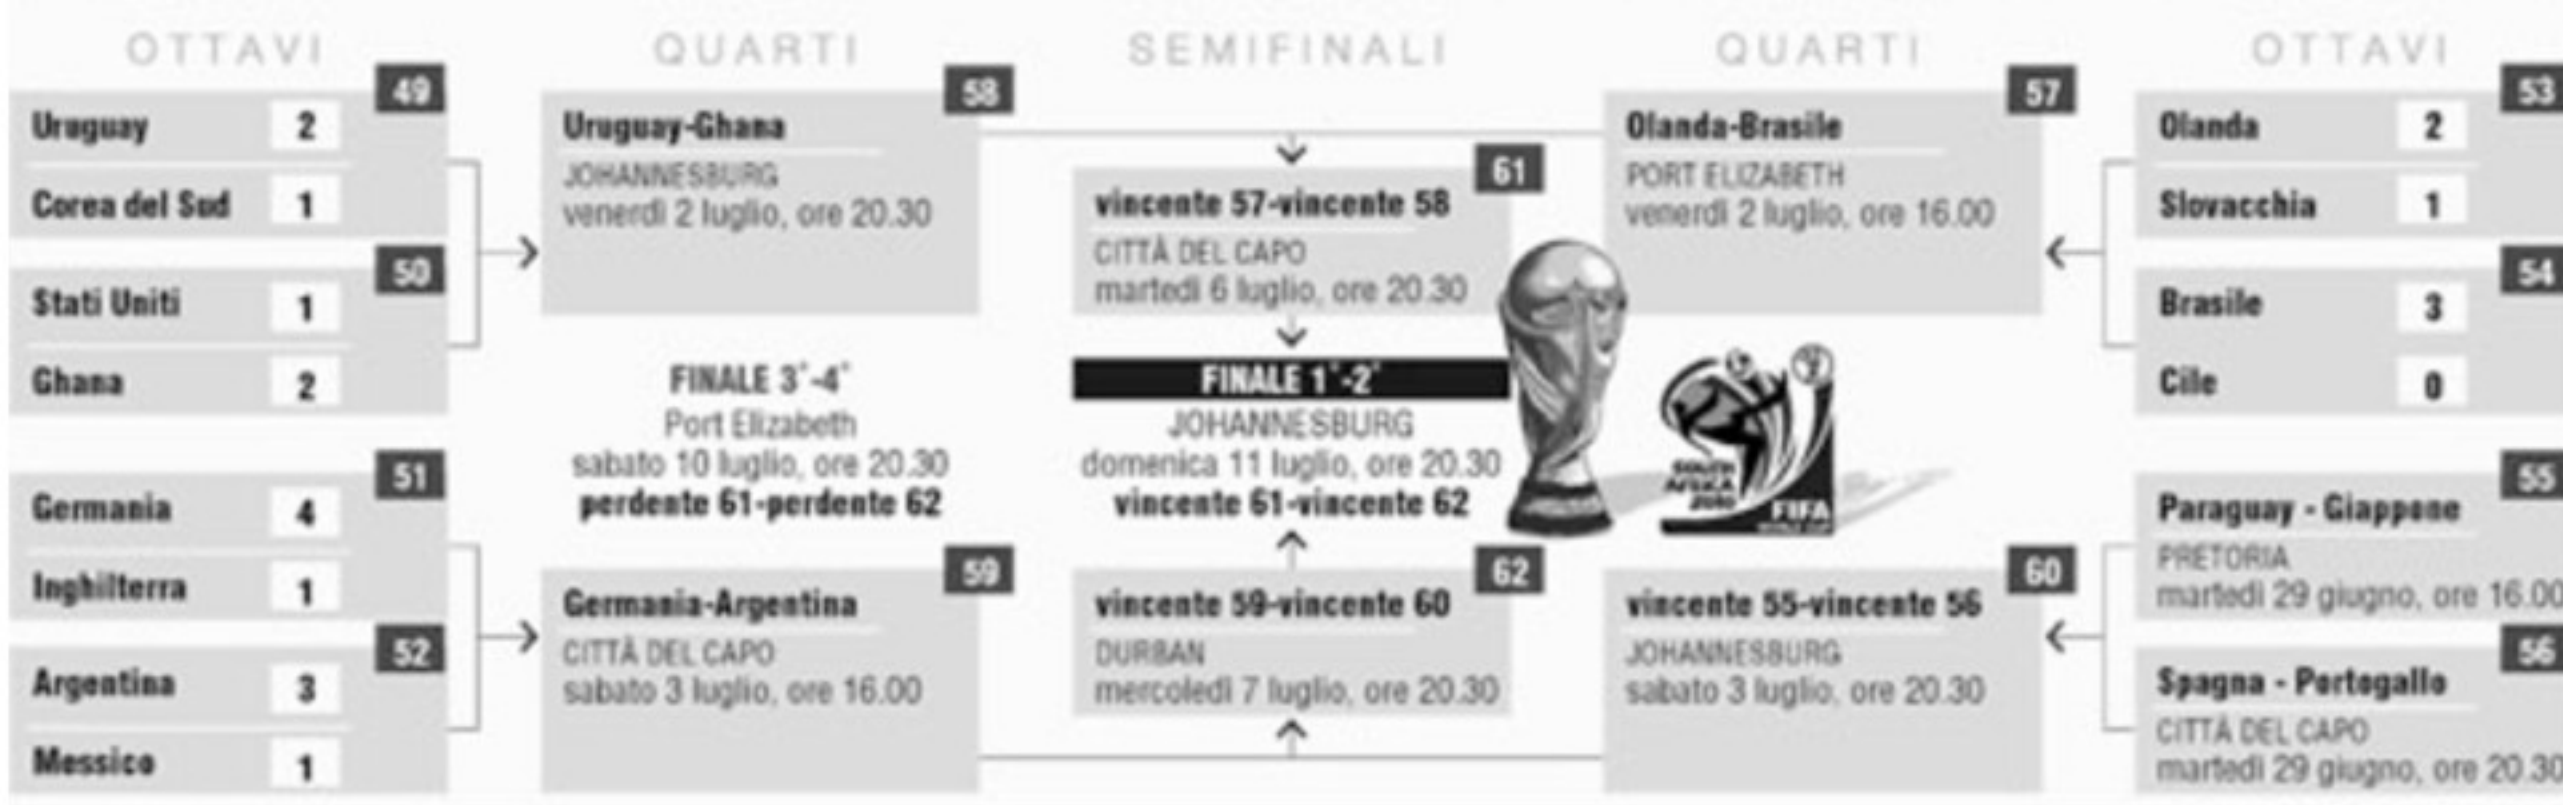 OTTAVI
49
Uruguay 2
Corea del Sud 1
50
Stati Uniti 1
Ghana 2
51
Germania 4
Inghilterra 1
52
Argentina 3
Messico 1
QUARTI
58
Uruguay-Ghana
JOHANNESBURG
venerdì 2 luglio, ore 20.30
FINALE 3°-4°
Port Elizabeth
sabato 10 luglio, ore 20.30
perdente 61-perdente 62
59
Germania-Argentina
CITTÀ DEL CAPO
sabato 3 luglio, ore 16.00
SEMIFINALI
61
vincente 57-vincente 58
CITTÀ DEL CAPO
martedì 6 luglio, ore 20.30
FINALE 1°-2°
JOHANNESBURG
domenica 11 luglio, ore 20.30
vincente 61-vincente 62
62
vincente 59-vincente 60
DURBAN
mercoledì 7 luglio, ore 20.30
QUARTI
57
Olanda-Brasile
PORT ELIZABETH
venerdì 2 luglio, ore 16.00
SOUTH
AFRICA
2010
FIFA
WORLD CUP
60
vincente 55-vincente 56
JOHANNESBURG
sabato 3 luglio, ore 20.30
OTTAVI
53
Olanda 2
Slovacchia 1
54
Brasile 3
Cile 0
55
Paraguay - Giappone
PRETORIA
martedì 29 giugno, ore 16.00
56
Spagna - Portogallo
CITTÀ DEL CAPO
martedì 29 giugno, ore 20.30